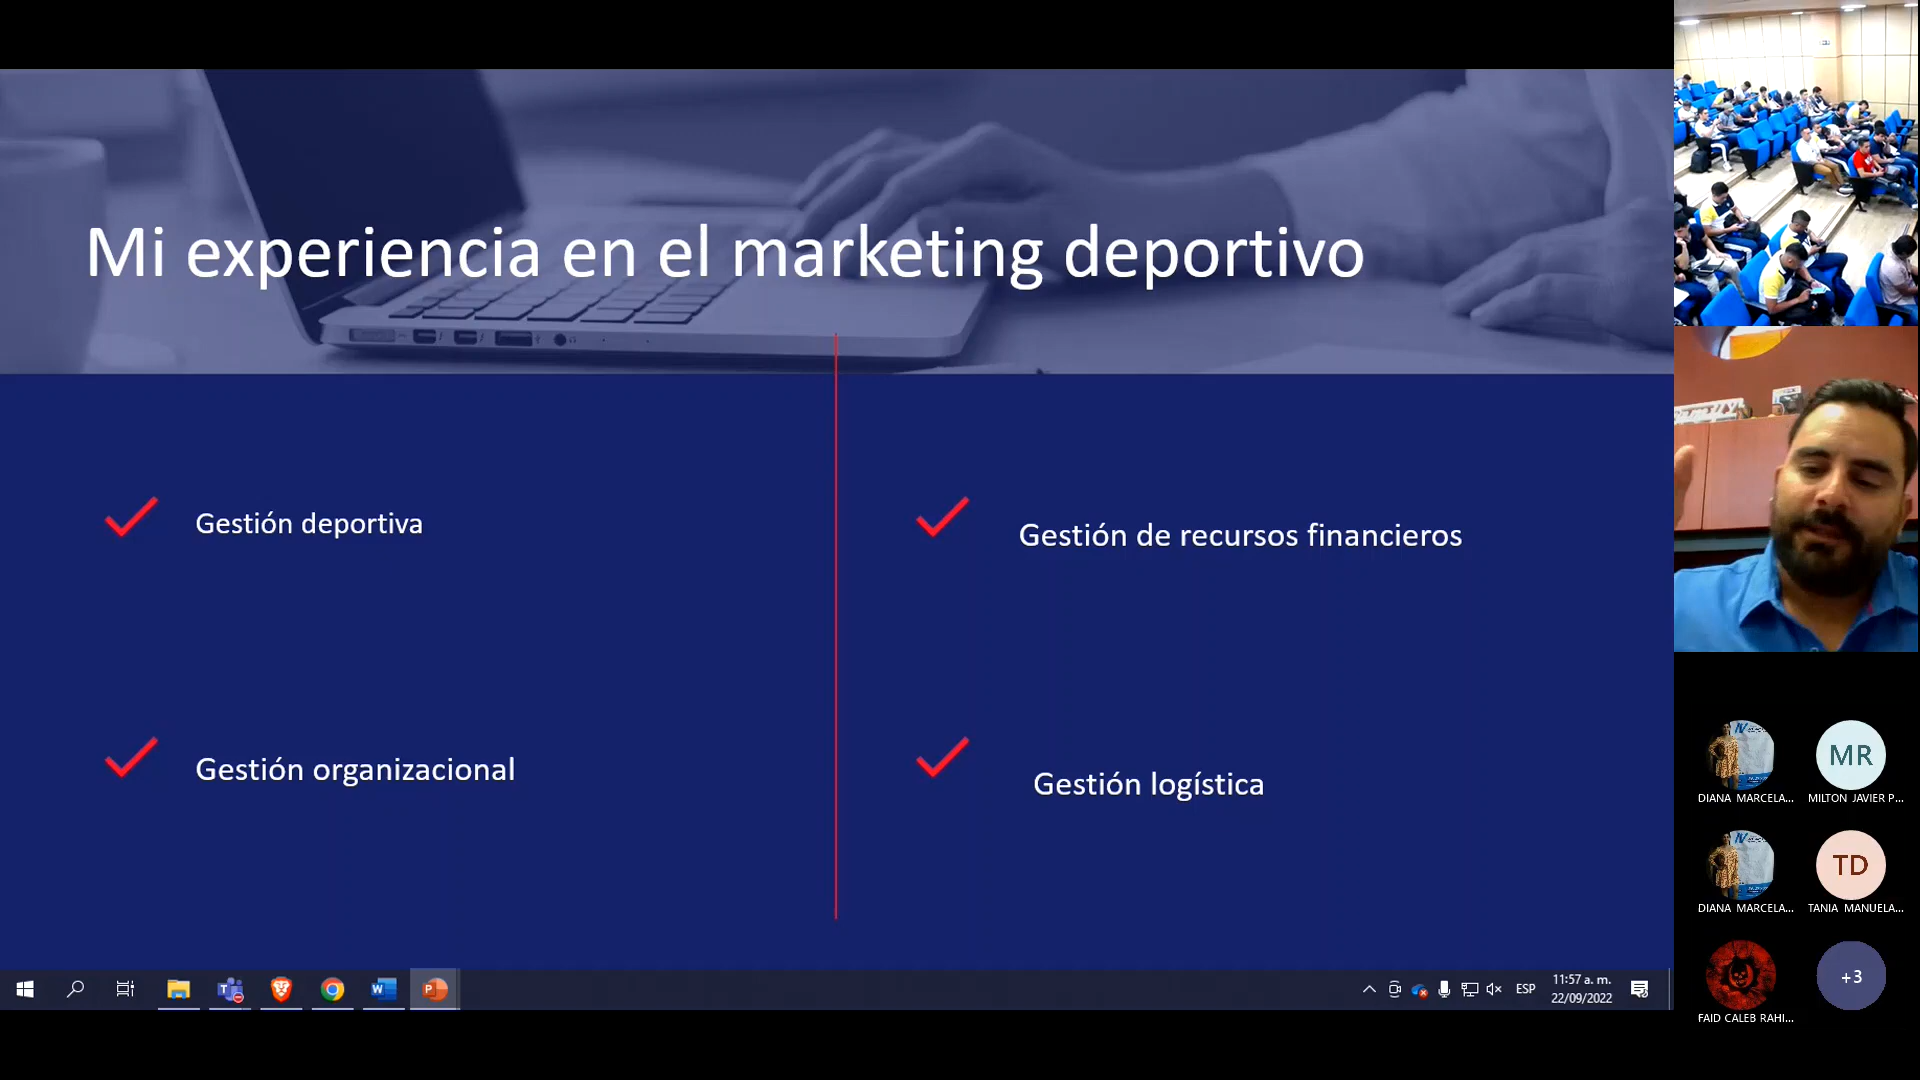 Mi experiencia en el marketing deportivo
Gestión deportiva
Gestión de recursos financieros
Gestión organizacional
Gestión logística
DIANA MARCELA...
MILTON JAVIER P...
MR
DIANA MARCELA...
TANIA MANUELA...
TD
FAID CALEB RAHI...
+3
ESP
11:57 a. m.
22/09/2022